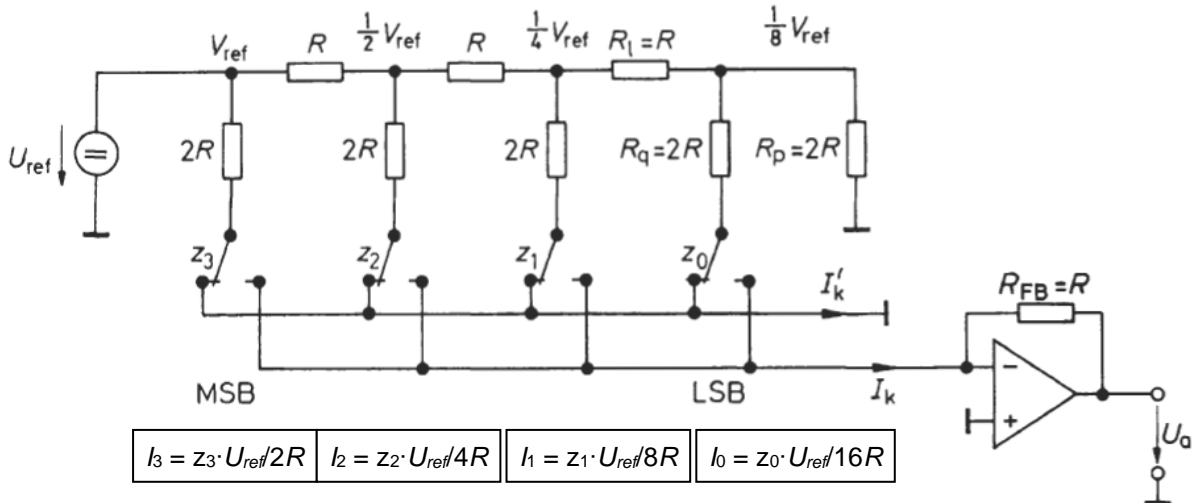 V_ref R 1/2 V_ref R 1/4 V_ref R_l = R 1/8 V_ref
U_ref 2R 2R 2R R_q = 2R R_p = 2R
z_3 z_2 z_1 z_0
I'_k R_FB = R
MSB LSB I_k − +
U_a
I_3 = z_3·U_ref/2R I_2 = z_2·U_ref/4R I_1 = z_1·U_ref/8R I_0 = z_0·U_ref/16R